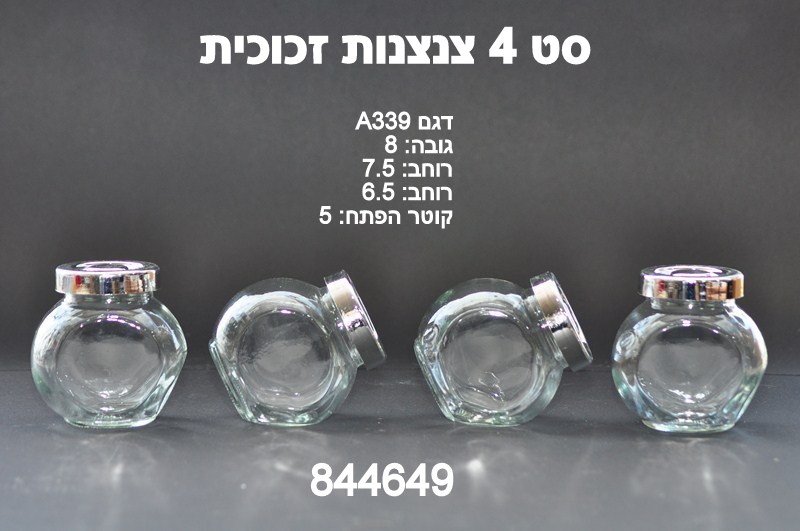 סט 4 צנצנות זכוכית
דגם A339
גובה: 8
רוחב: 7.5
רוחב: 6.5
קוטר הפתח: 5
844649